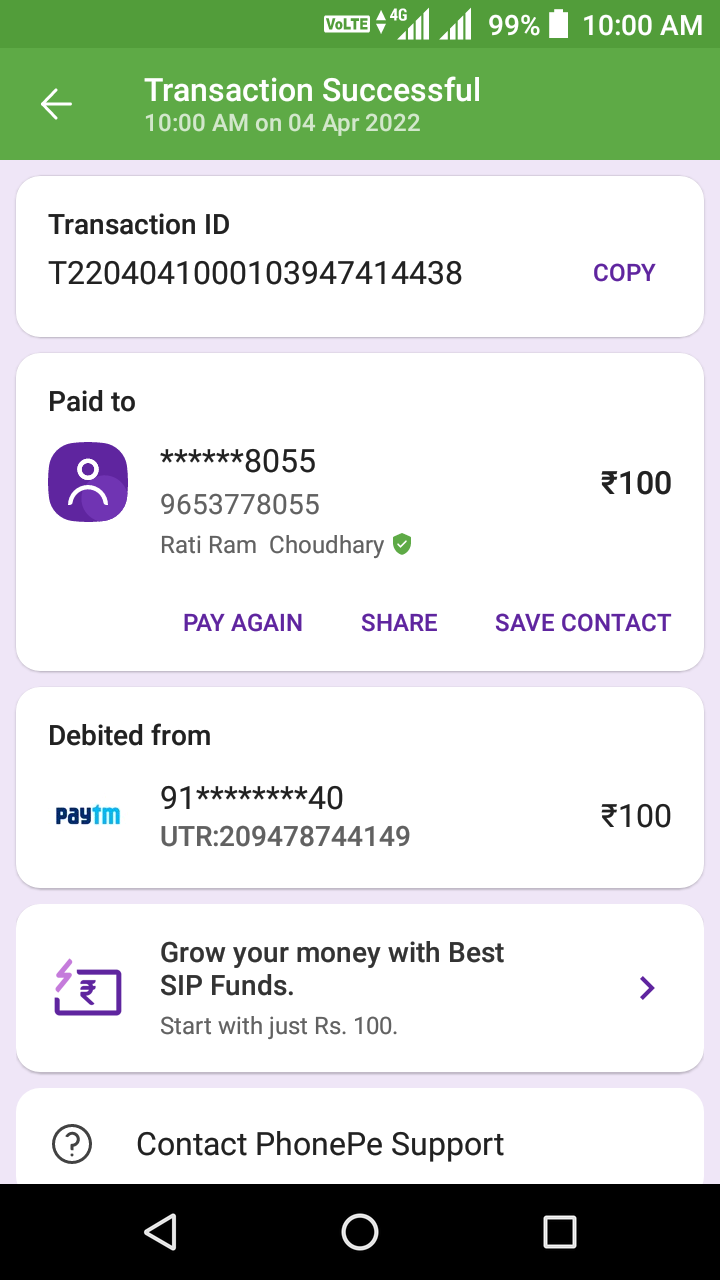 VoLTE 4G 99% 10:00 AM
Transaction Successful
10:00 AM on 04 Apr 2022
Transaction ID
T2204041000103947414438 COPY
Paid to
******8055
9653778055
₹100
Rati Ram  Choudhary
PAY AGAIN SHARE SAVE CONTACT
Debited from
paytm
91********40
UTR:209478744149
₹100
Grow your money with Best
SIP Funds.
Start with just Rs. 100.
Contact PhonePe Support